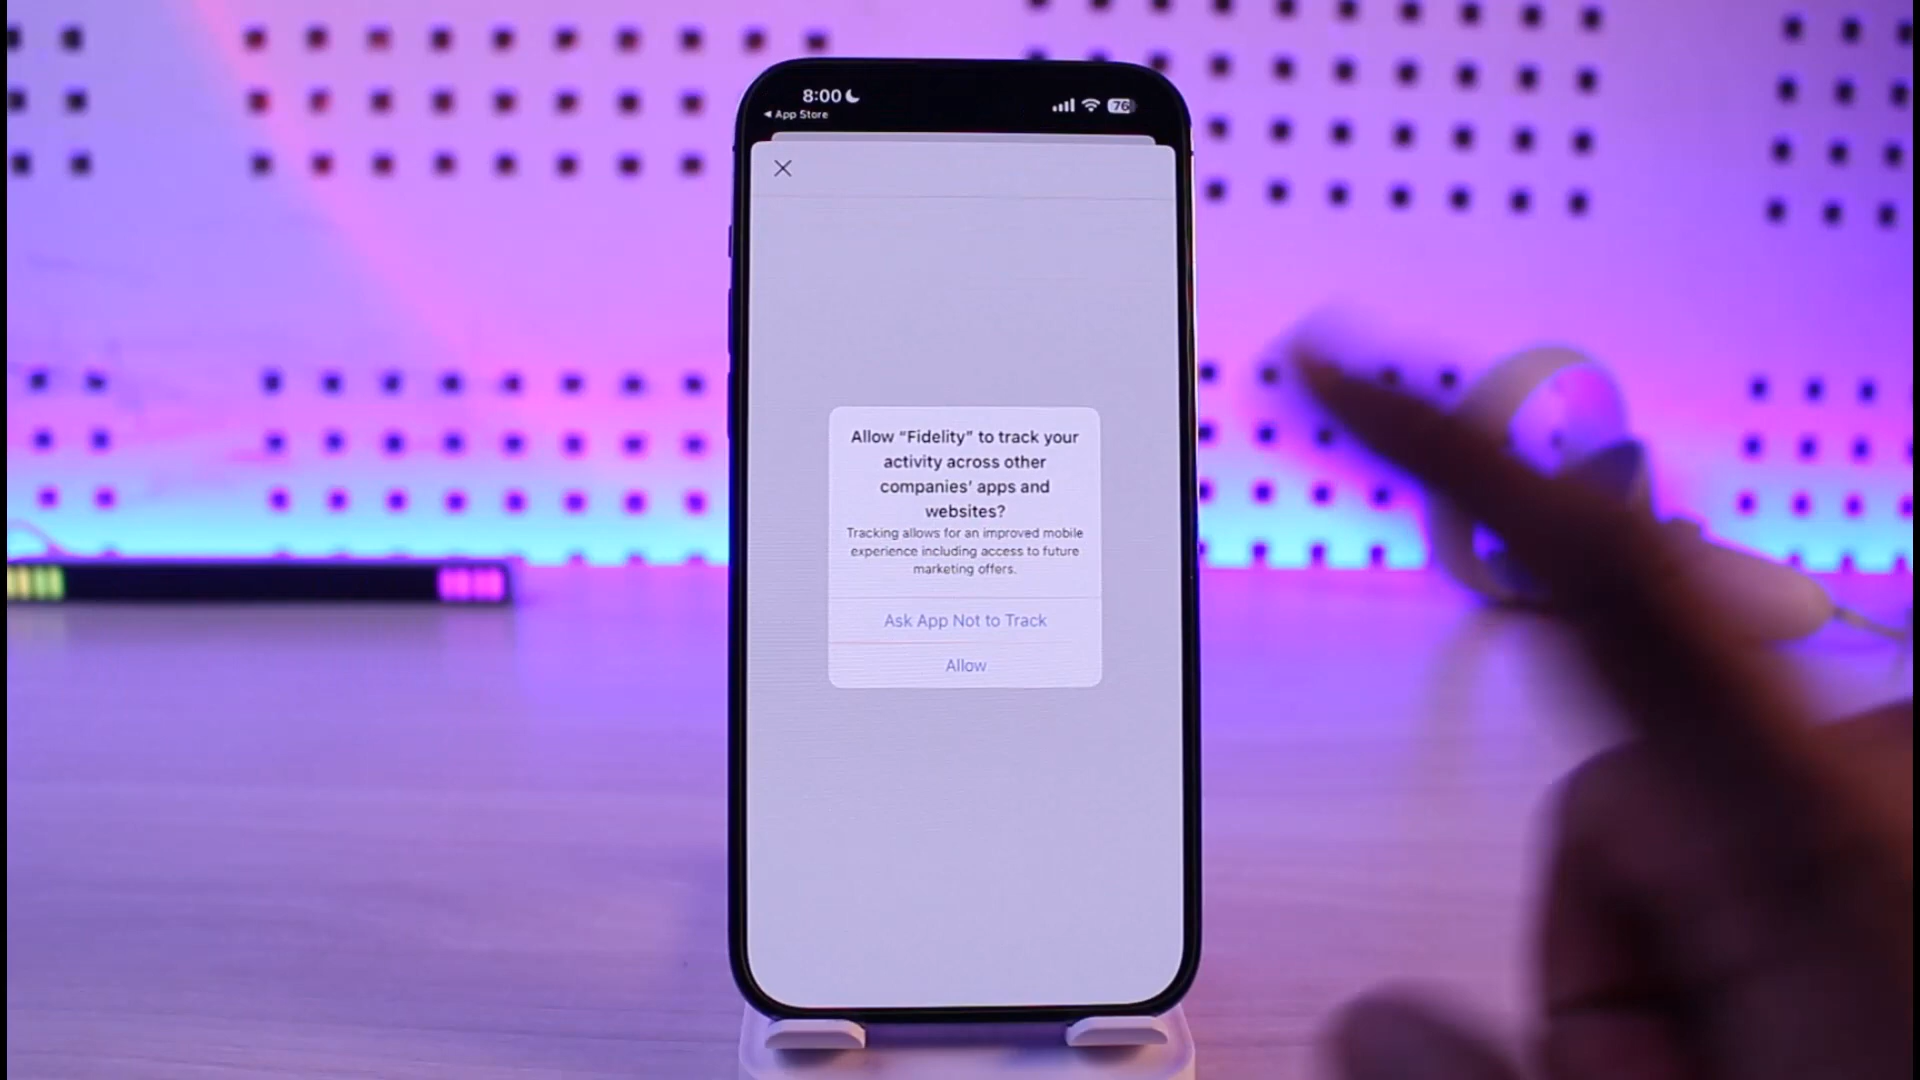 8:00
76
◀ App Store
Allow “Fidelity” to track your
activity across other
companies’ apps and
websites?
Tracking allows for an improved mobile
experience including access to future
marketing offers.
Ask App Not to Track
Allow